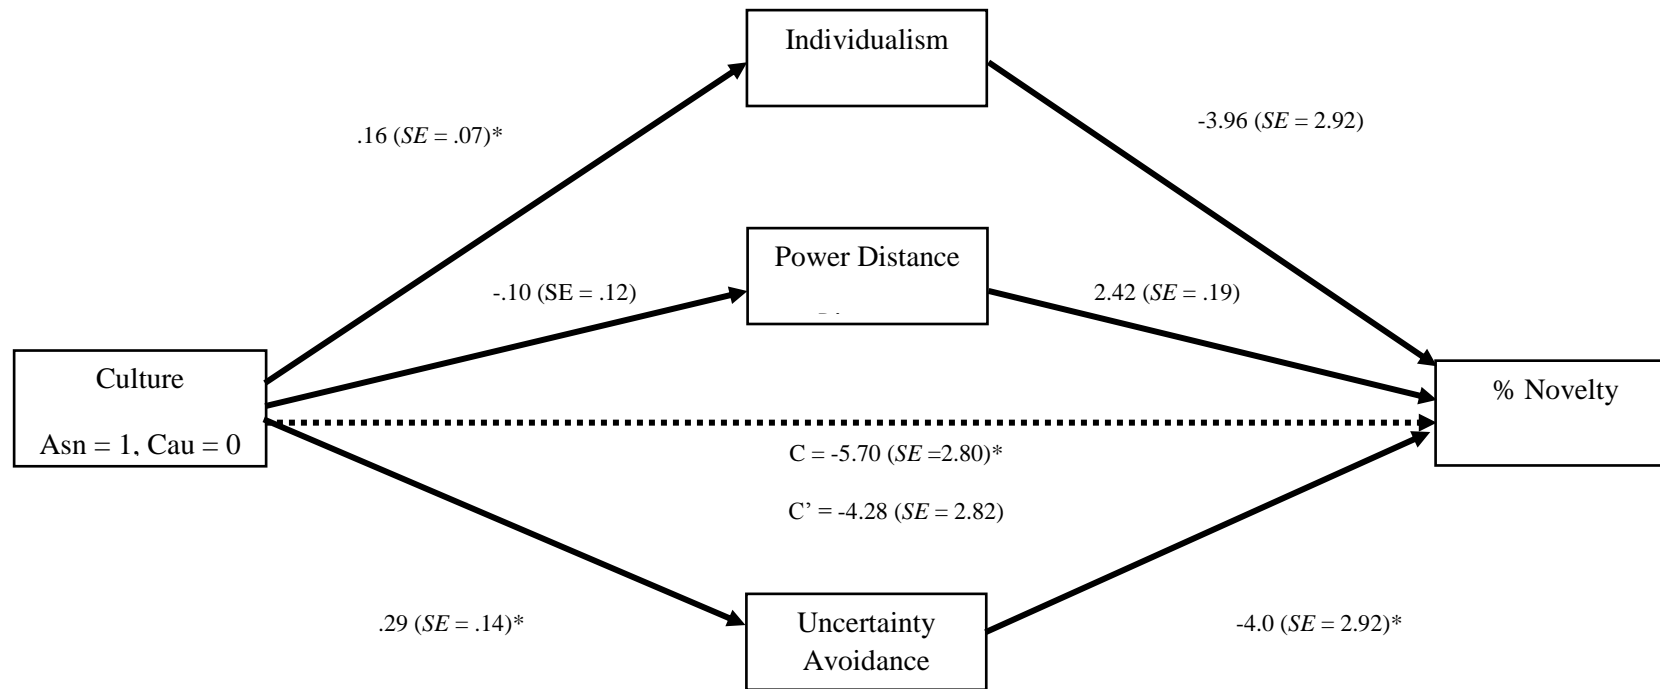 Individualism
.16 (SE = .07)*
-3.96 (SE = 2.92)
Power Distance
-.10 (SE = .12)
2.42 (SE = .19)
Culture
Asn = 1, Cau = 0
% Novelty
C = -5.70 (SE =2.80)*
C’ = -4.28 (SE = 2.82)
.29 (SE = .14)*
Uncertainty
Avoidance
-4.0 (SE = 2.92)*